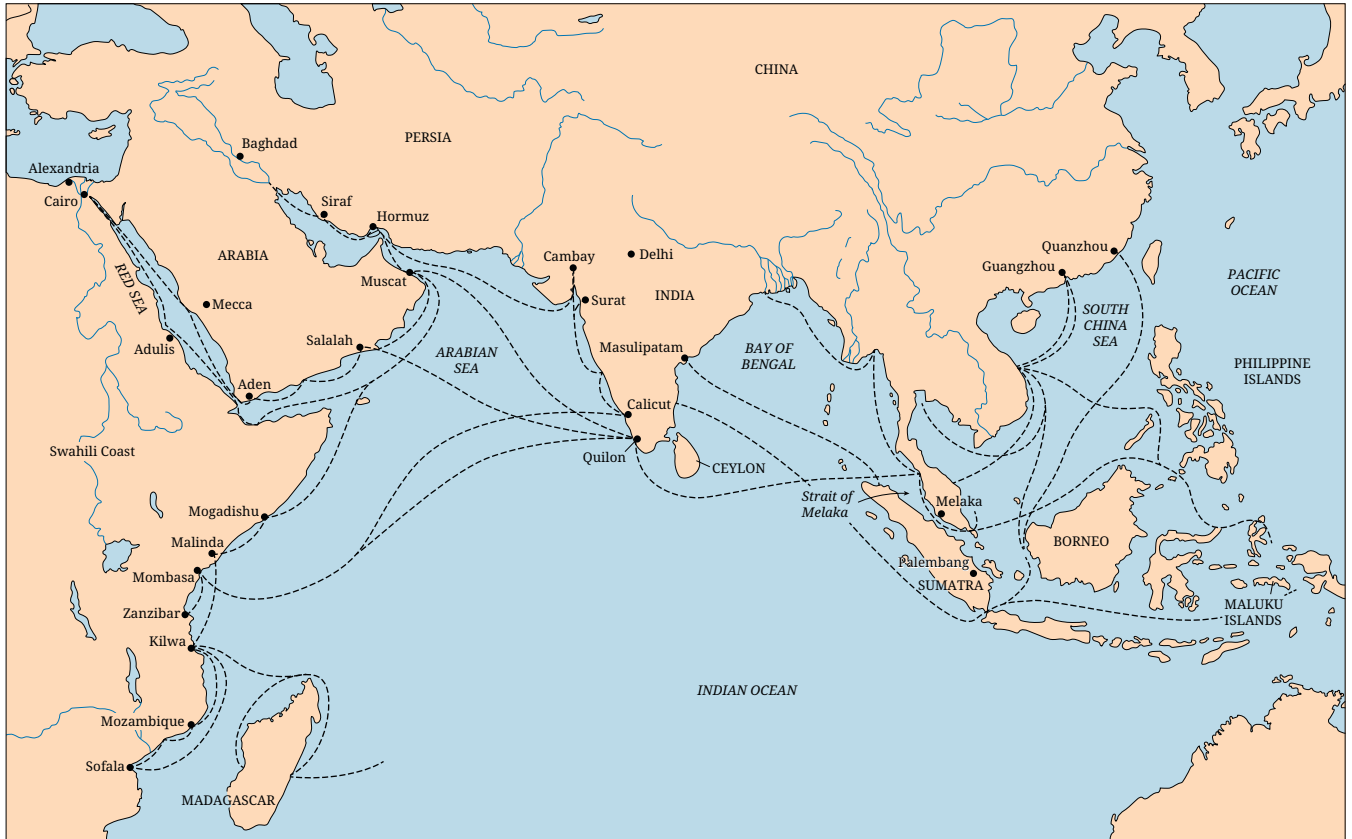 CHINA
PERSIA
Baghdad
Alexandria
Cairo
Siraf
Hormuz
ARABIA
RED SEA
Muscat
Mecca
Adulis
Salalah
Aden
ARABIAN
SEA
Cambay
Delhi
Surat
INDIA
Masulipatam
BAY OF
BENGAL
Calicut
Quilon
CEYLON
Quanzhou
Guangzhou
SOUTH
CHINA
SEA
PACIFIC
OCEAN
PHILIPPINE
ISLANDS
Swahili Coast
Mogadishu
Malinda
Mombasa
Zanzibar
Kilwa
Mozambique
Sofala
MADAGASCAR
Strait of
Melaka
Melaka
Palembang
SUMATRA
BORNEO
MALUKU
ISLANDS
INDIAN OCEAN